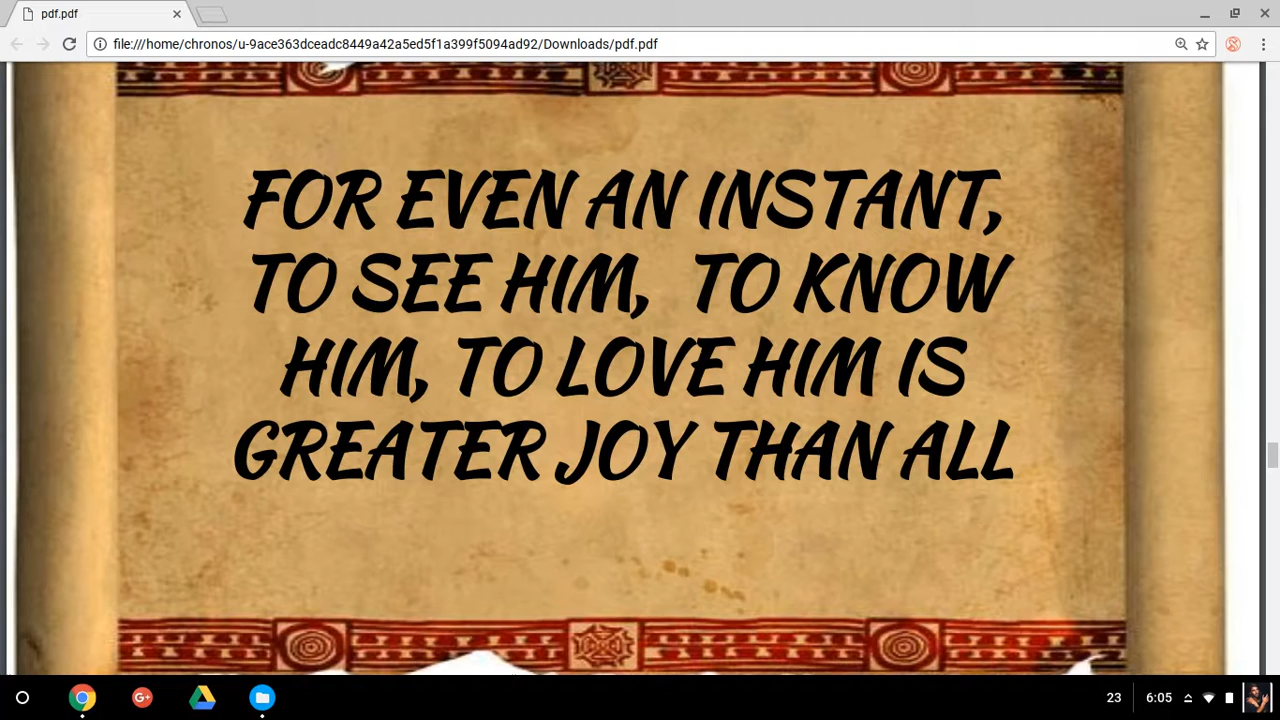 pdf.pdf
file:///home/chronos/u-9ace363dceadc8449a42a5ed5f1a399f5094ad92/Downloads/pdf.pdf
FOR EVEN AN INSTANT,
TO SEE HIM, TO KNOW
HIM, TO LOVE HIM IS
GREATER JOY THAN ALL
G+
23 6:05